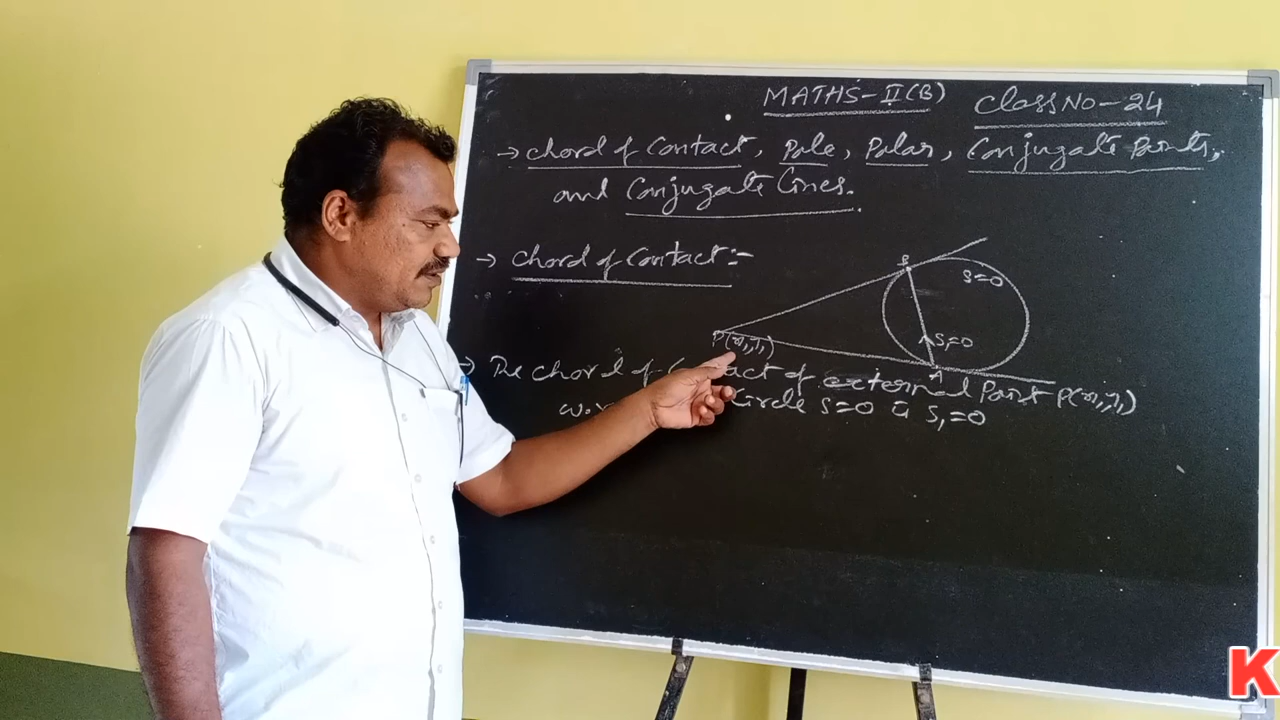 MATHS-II(B) Class No-24
→ chord of Contact, Pole, Polar, Conjugate Points,
and Conjugate Lines.
→ chord of Contact:-
B
S=0
P(x₁,y₁)
S₁=0
A
→ The chord of Contact of external Point P(x₁,y₁)
w.r Circle S=0 is S₁=0
K